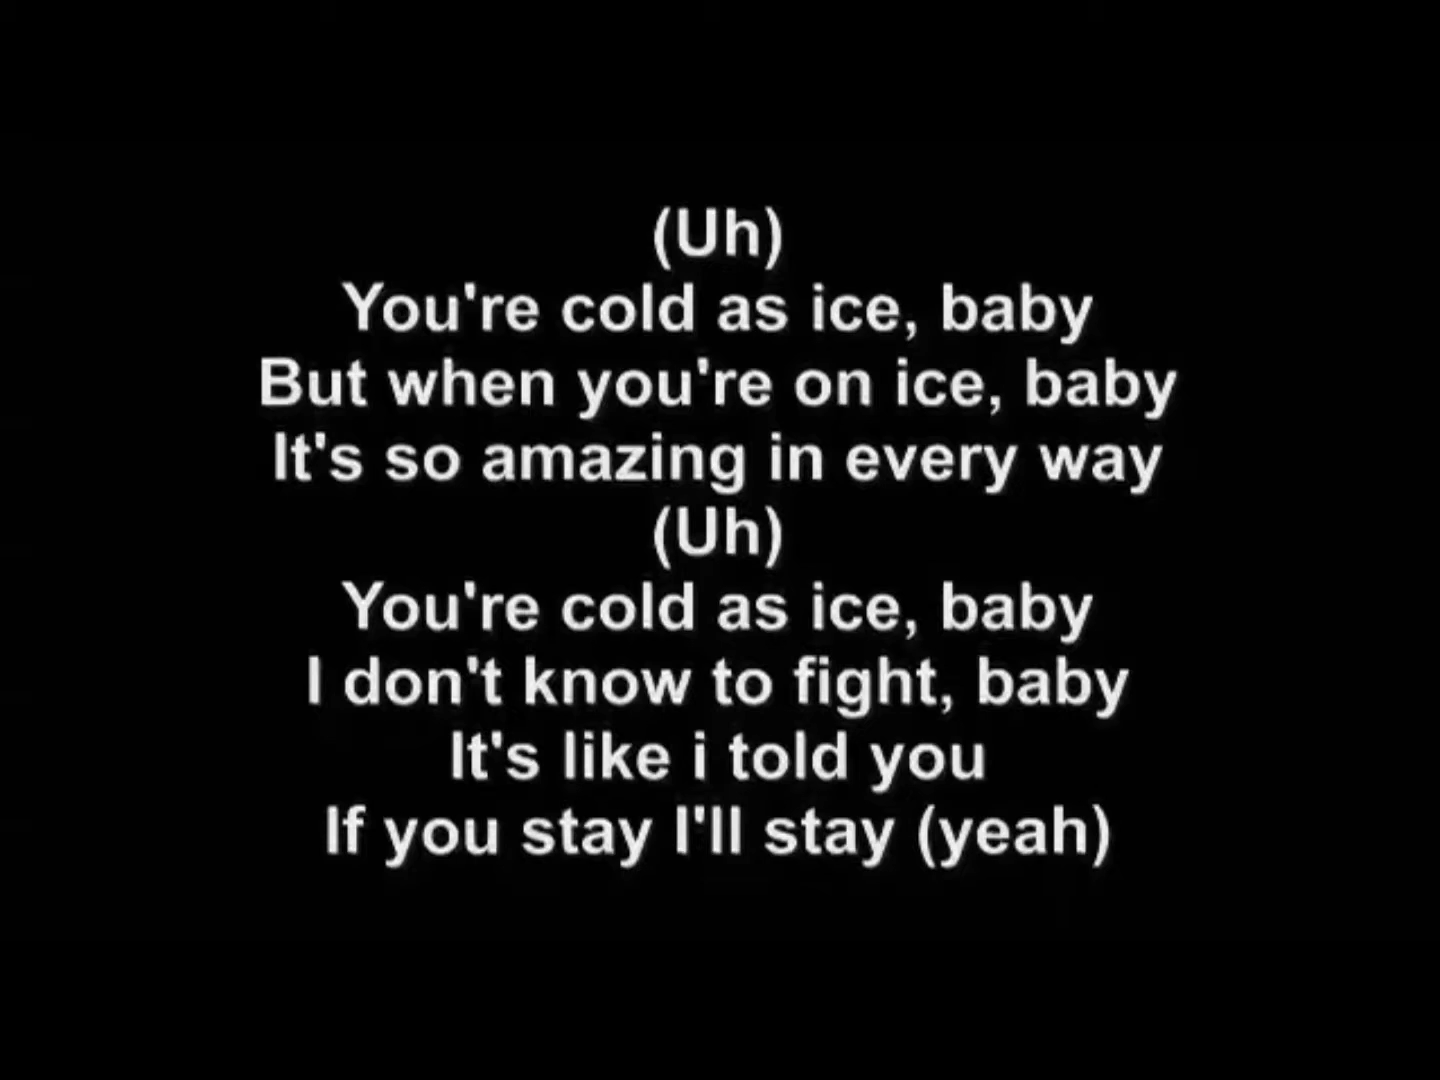 (Uh)
You're cold as ice, baby
But when you're on ice, baby
It's so amazing in every way
(Uh)
You're cold as ice, baby
I don't know to fight, baby
It's like i told you
If you stay I'll stay (yeah)